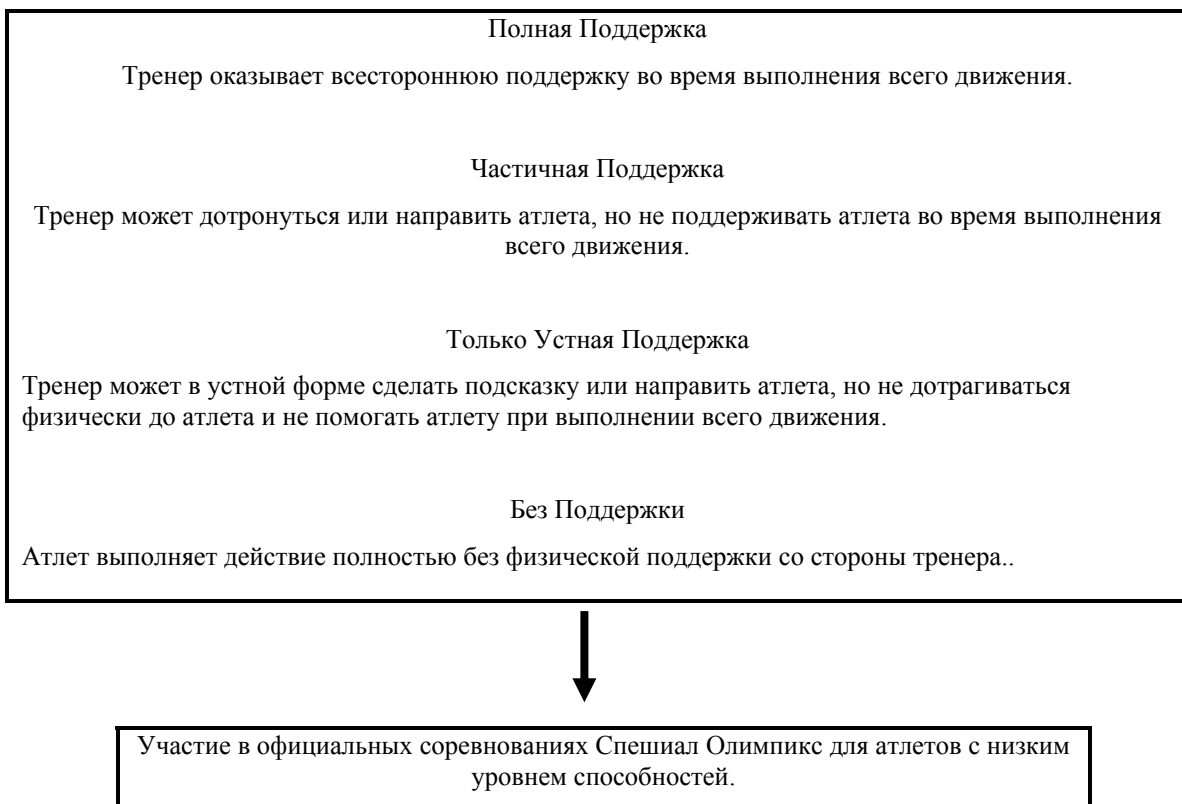 Полная Поддержка
Тренер оказывает всестороннюю поддержку во время выполнения всего движения.
Частичная Поддержка
Тренер может дотронуться или направить атлета, но не поддерживать атлета во время выполнения
всего движения.
Только Устная Поддержка
Тренер может в устной форме сделать подсказку или направить атлета, но не дотрагиваться
физически до атлета и не помогать атлету при выполнении всего движения.
Без Поддержки
Атлет выполняет действие полностью без физической поддержки со стороны тренера..
Участие в официальных соревнованиях Спешиал Олимпикс для атлетов с низким
уровнем способностей.